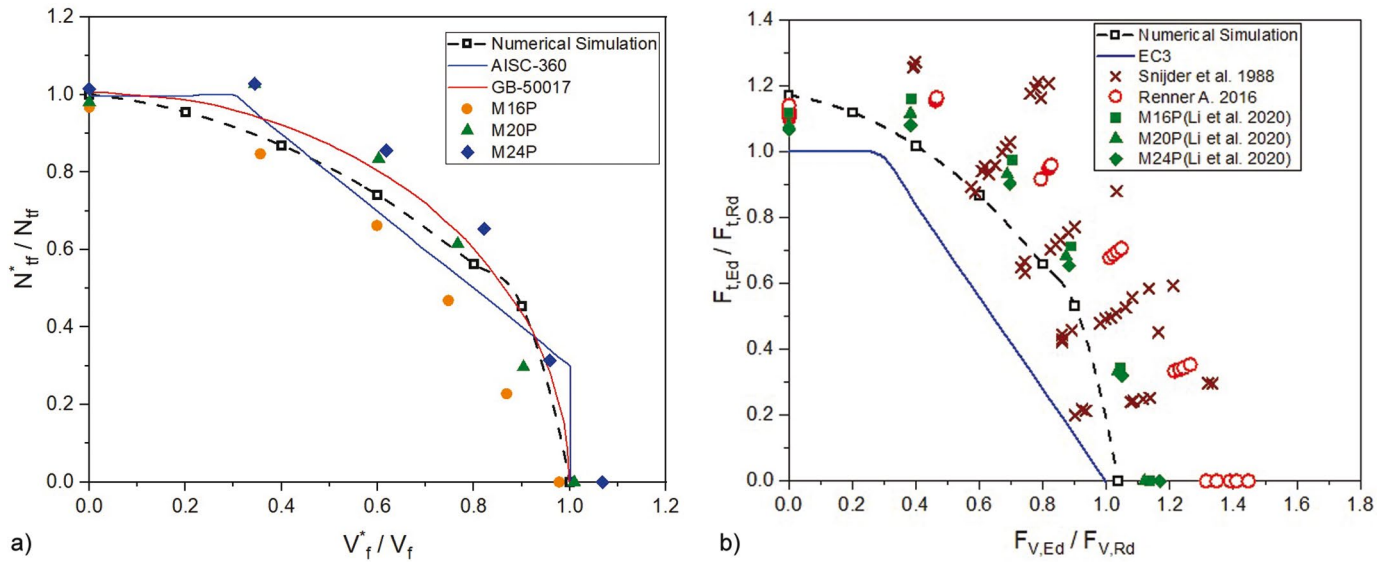 1.2
1.0
0.8
0.6
0.4
0.2
0.0
N*tf / Ntf
Numerical Simulation
AISC-360
GB-50017
M16P
M20P
M24P
0.0 0.2 0.4 0.6 0.8 1.0 1.2
V*f / Vf
a)
1.4
1.2
1.0
0.8
0.6
0.4
0.2
0.0
Ft,Ed / Ft,Rd
Numerical Simulation
EC3
Snijder et al. 1988
Renner A. 2016
M16P(Li et al. 2020)
M20P(Li et al. 2020)
M24P(Li et al. 2020)
0.0 0.2 0.4 0.6 0.8 1.0 1.2 1.4 1.6 1.8
FV,Ed / FV,Rd
b)